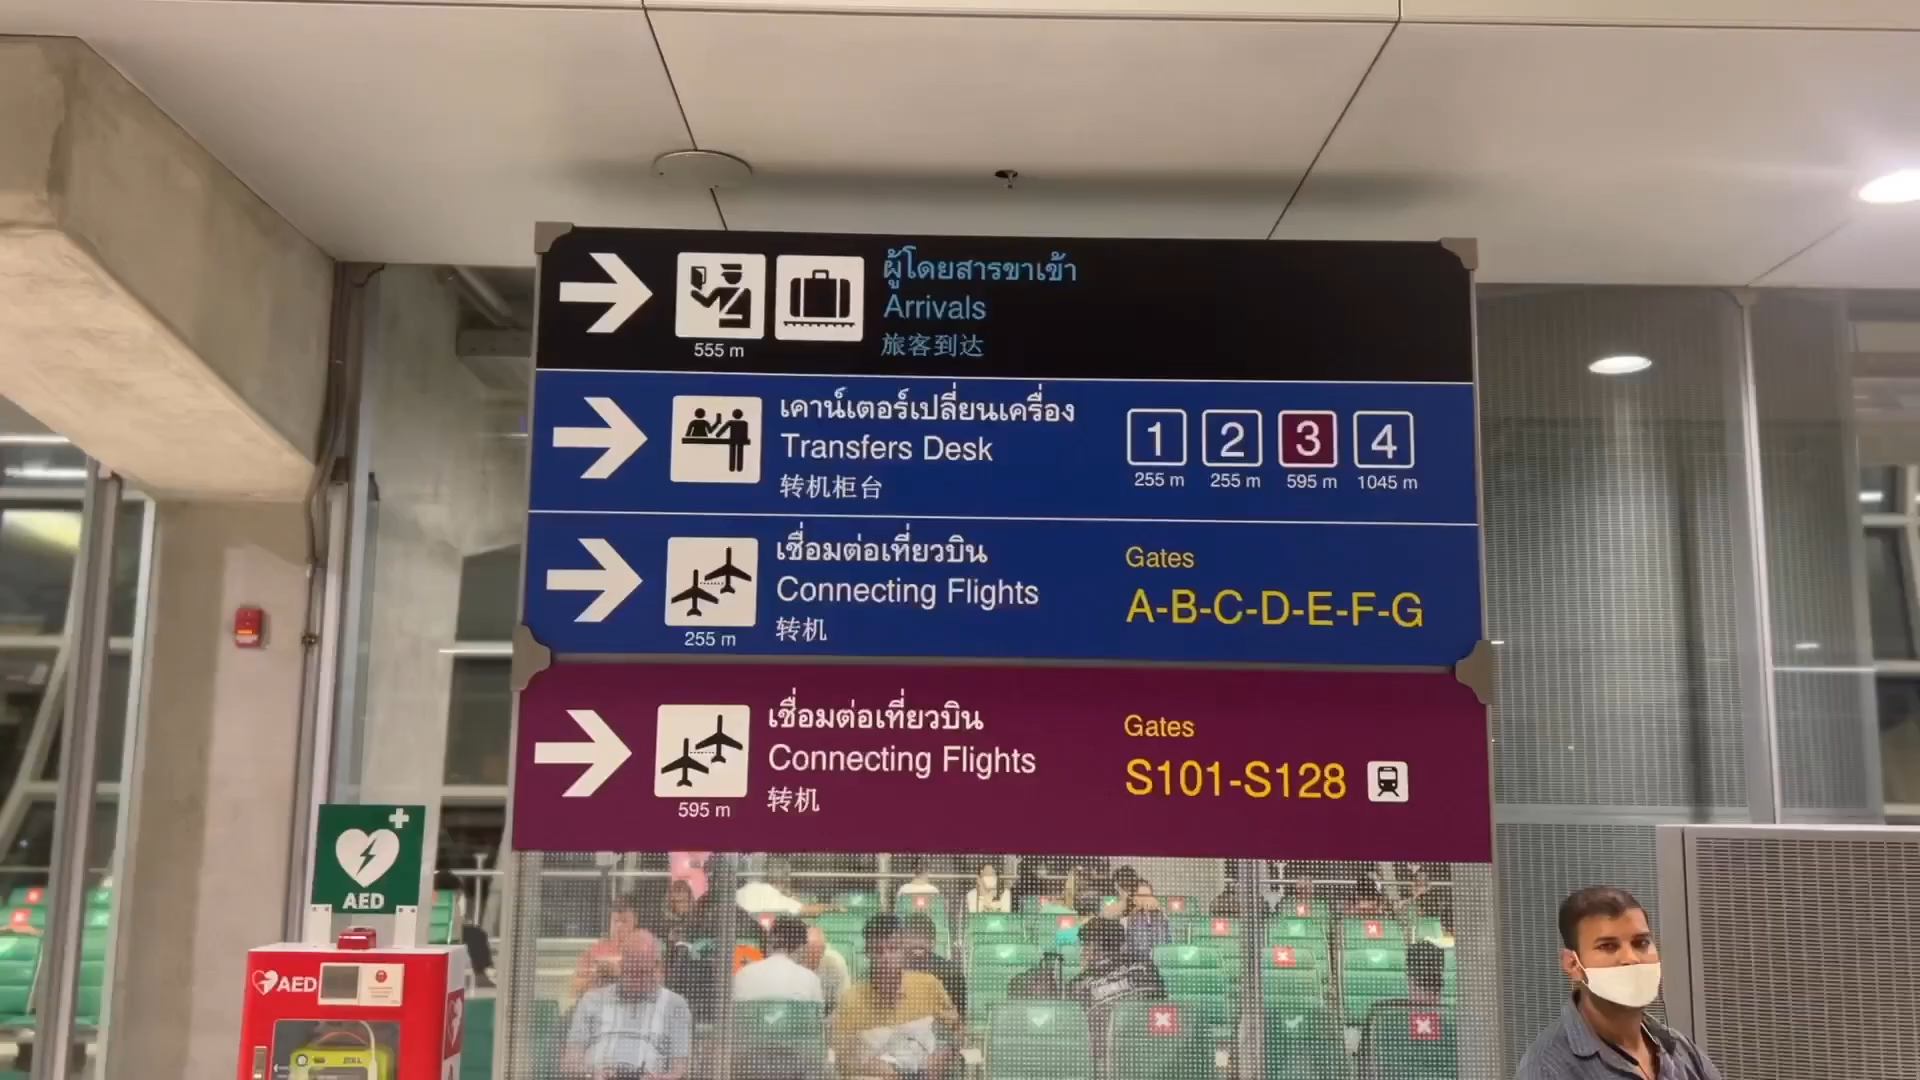 ผู้โดยสารขาเข้า
Arrivals
旅客到达
555 m
เคาน์เตอร์เปลี่ยนเครื่อง
Transfers Desk
转机柜台
1 2 3 4
255 m 255 m 595 m 1045 m
เชื่อมต่อเที่ยวบิน
Connecting Flights
转机
255 m
Gates
A-B-C-D-E-F-G
เชื่อมต่อเที่ยวบิน
Connecting Flights
转机
595 m
Gates
S101-S128
AED
AED
ZOLL